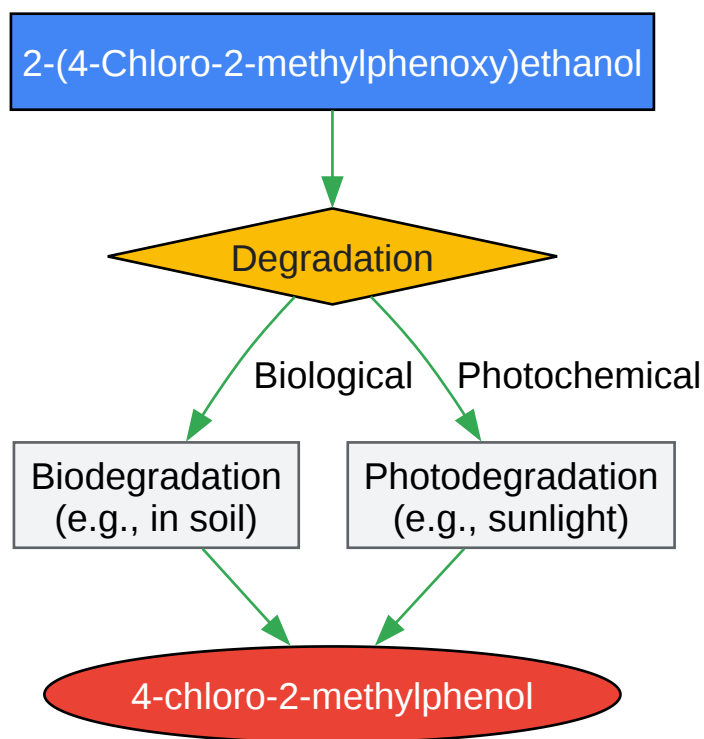 2-(4-Chloro-2-methylphenoxy)ethanol
Degradation
Biological
Photochemical
Biodegradation
(e.g., in soil)
Photodegradation
(e.g., sunlight)
4-chloro-2-methylphenol